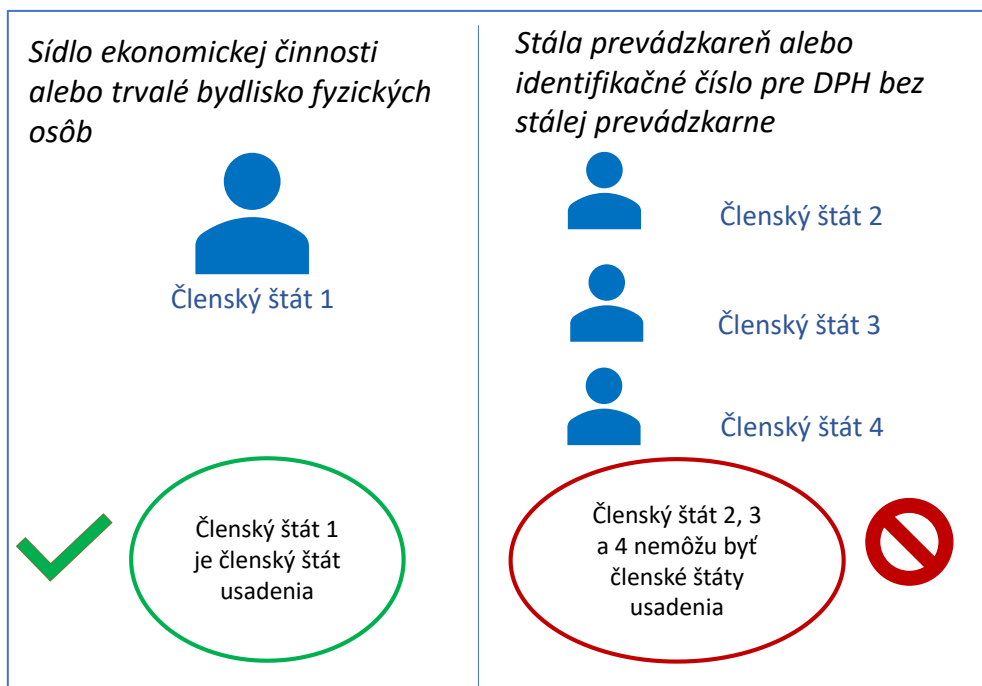 Sídlo ekonomickej činnosti
alebo trvalé bydlisko fyzických
osôb
Členský štát 1
Členský štát 1
je členský štát
usadenia
Stála prevádzkareň alebo
identifikačné číslo pre DPH bez
stálej prevádzkarne
Členský štát 2
Členský štát 3
Členský štát 4
Členský štát 2, 3
a 4 nemôžu byť
členské štáty
usadenia